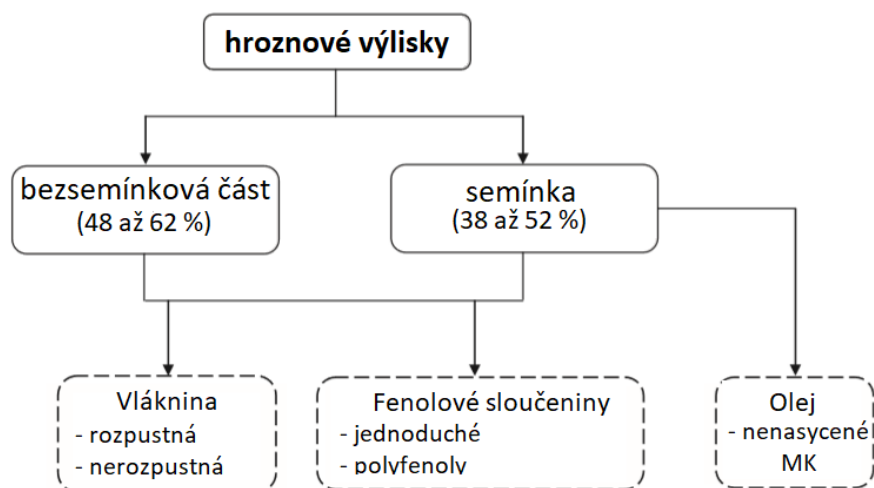 hroznové výlisky
bezsemínková část
(48 až 62 %)
semínka
(38 až 52 %)
Vláknina
- rozpustná
- nerozpustná
Fenolové sloučeniny
- jednoduché
- polyfenoly
Olej
- nenasycené
MK